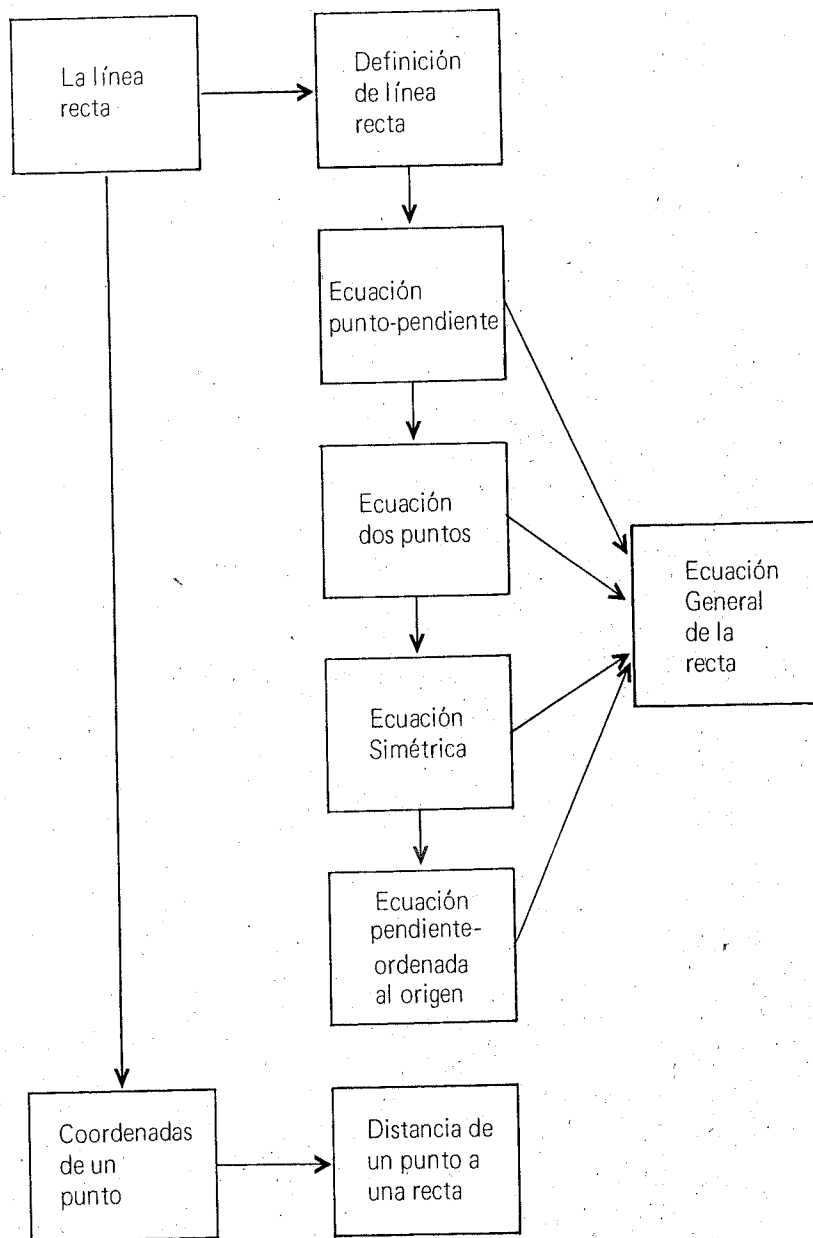 La línea
recta
Definición
de línea
recta
Ecuación
punto-pendiente
Ecuación
dos puntos
Ecuación
General
de la
recta
Ecuación
Simétrica
Ecuación
pendiente-
ordenada
al origen
Coordenadas
de un
punto
Distancia de
un punto a
una recta